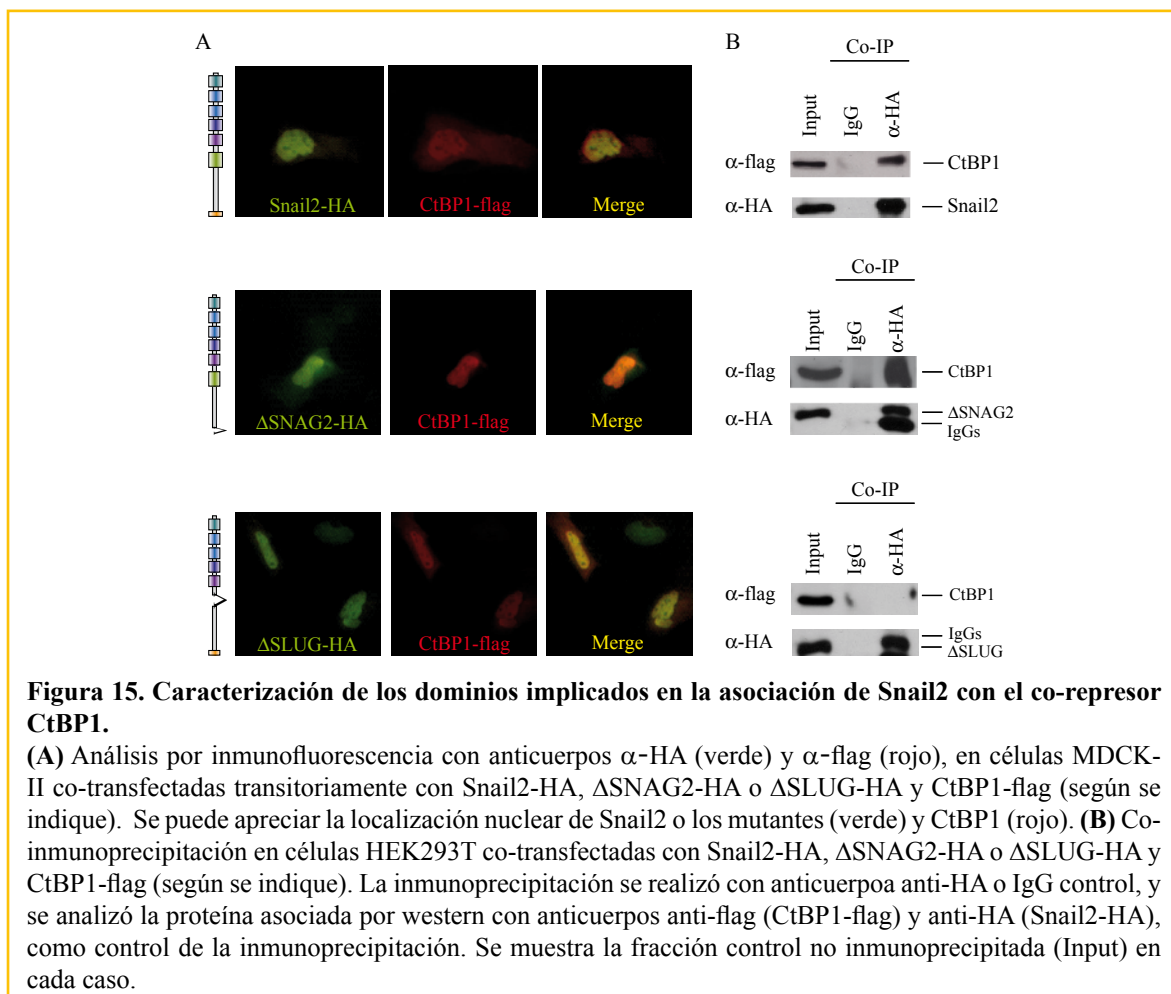 A
B
Co-IP
Input
IgG
α-HA
α-flag
CtBP1
α-HA
Snail2
Snail2-HA
CtBP1-flag
Merge
Co-IP
Input
IgG
α-HA
α-flag
CtBP1
α-HA
ΔSNAG2
IgGs
ΔSNAG2-HA
CtBP1-flag
Merge
Co-IP
Input
IgG
α-HA
α-flag
CtBP1
α-HA
IgGs
ΔSLUG
ΔSLUG-HA
CtBP1-flag
Merge
Figura 15. Caracterización de los dominios implicados en la asociación de Snail2 con el co-represor
CtBP1.
(A) Análisis por inmunofluorescencia con anticuerpos α-HA (verde) y α-flag (rojo), en células MDCK-
II co-transfectadas transitoriamente con Snail2-HA, ΔSNAG2-HA o ΔSLUG-HA y CtBP1-flag (según se
indique). Se puede apreciar la localización nuclear de Snail2 o los mutantes (verde) y CtBP1 (rojo). (B) Co-
inmunoprecipitación en células HEK293T co-transfectadas con Snail2-HA, ΔSNAG2-HA o ΔSLUG-HA y
CtBP1-flag (según se indique). La inmunoprecipitación se realizó con anticuerpoa anti-HA o IgG control, y
se analizó la proteína asociada por western con anticuerpos anti-flag (CtBP1-flag) y anti-HA (Snail2-HA),
como control de la inmunoprecipitación. Se muestra la fracción control no inmunoprecipitada (Input) en
cada caso.